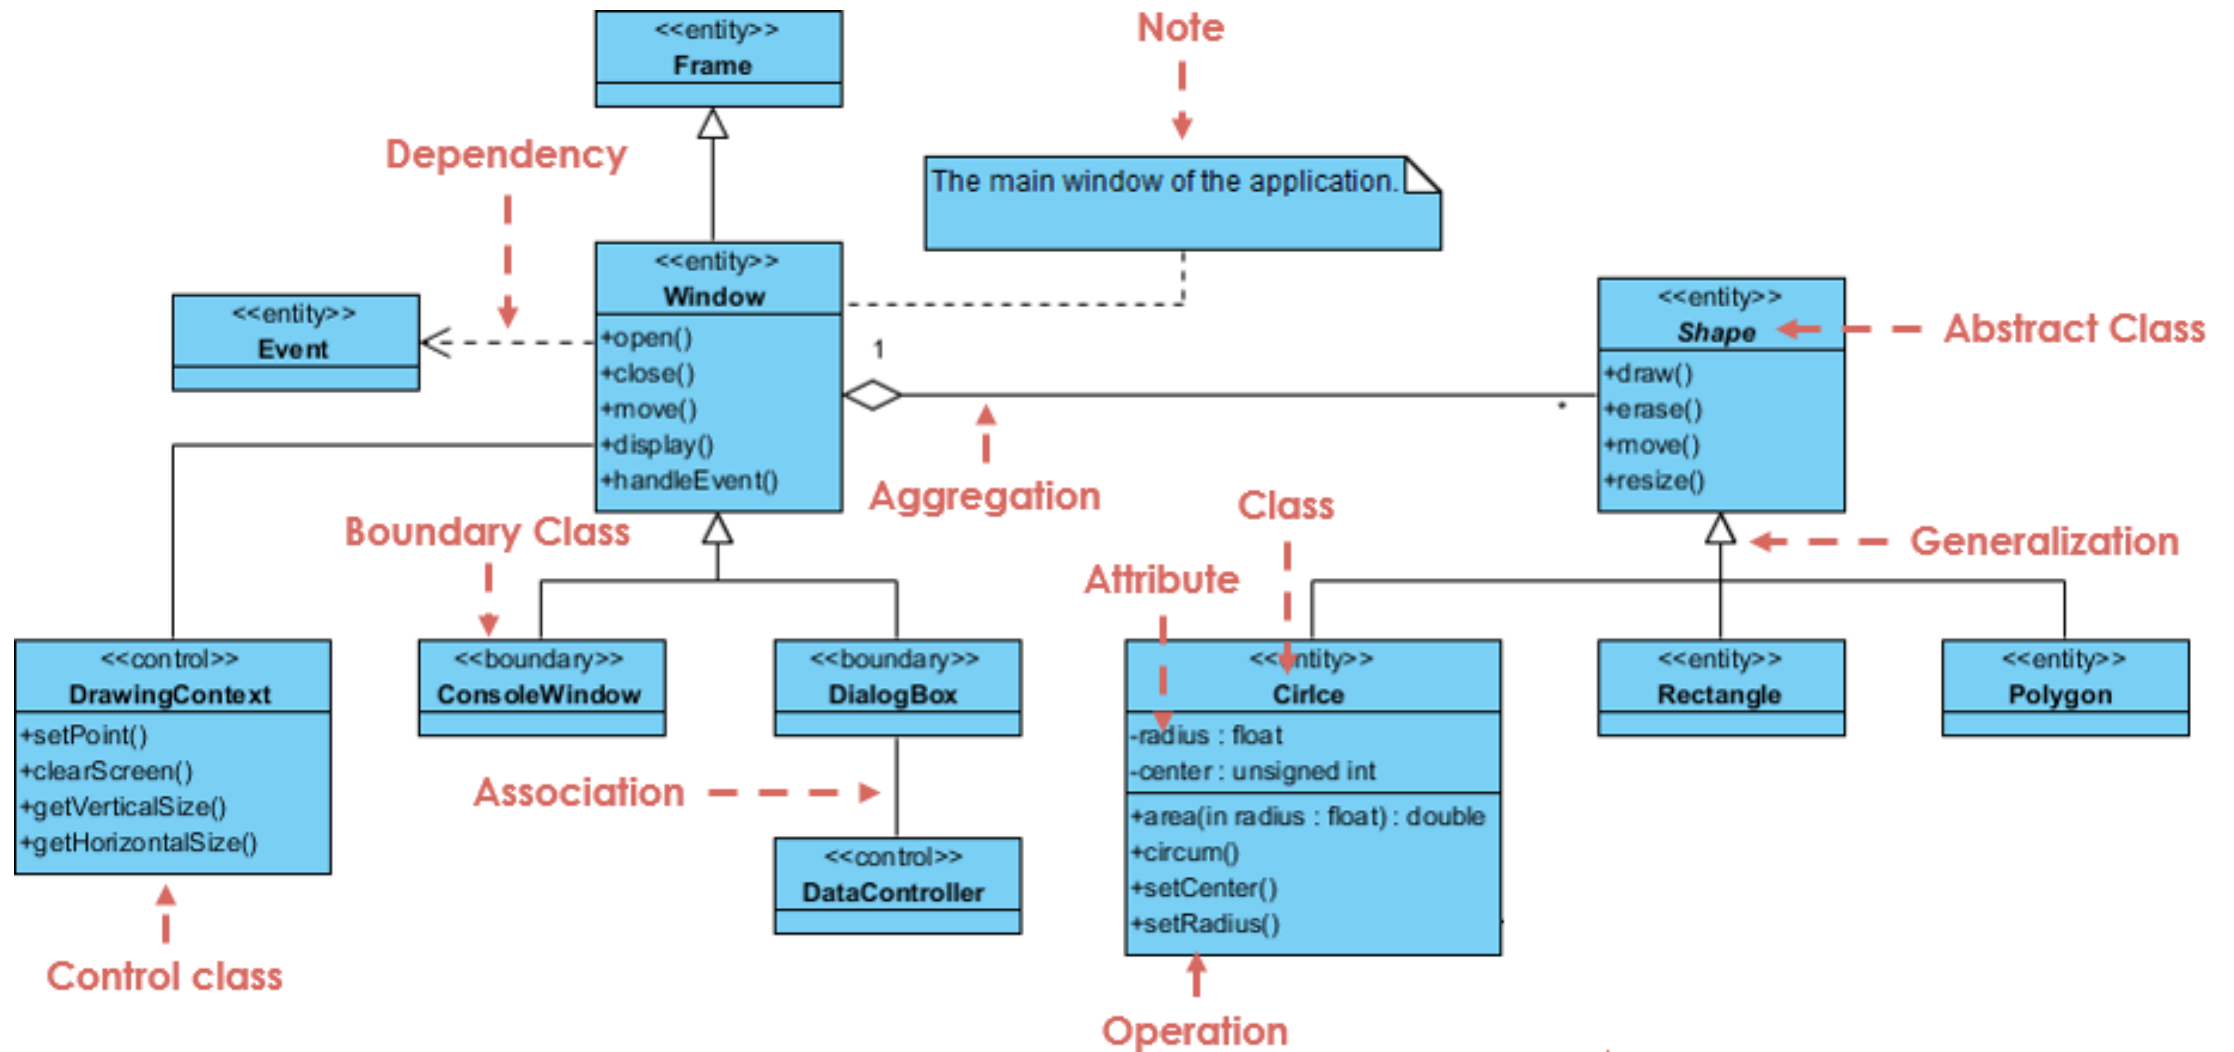 <<entity>>
Frame
Note
Dependency
The main window of the application.
<<entity>>
Window
+open()
+close()
+move()
+display()
+handleEvent()
<<entity>>
Event
1
*
<<entity>>
Shape
+draw()
+erase()
+move()
+resize()
Abstract Class
Aggregation
Boundary Class
Class
Generalization
Attribute
<<control>>
DrawingContext
+setPoint()
+clearScreen()
+getVerticalSize()
+getHorizontalSize()
<<boundary>>
ConsoleWindow
<<boundary>>
DialogBox
<<entity>>
Cirlce
-radius : float
-center : unsigned int
+area(in radius : float) : double
+circum()
+setCenter()
+setRadius()
<<entity>>
Rectangle
<<entity>>
Polygon
Association
<<control>>
DataController
Control class
Operation